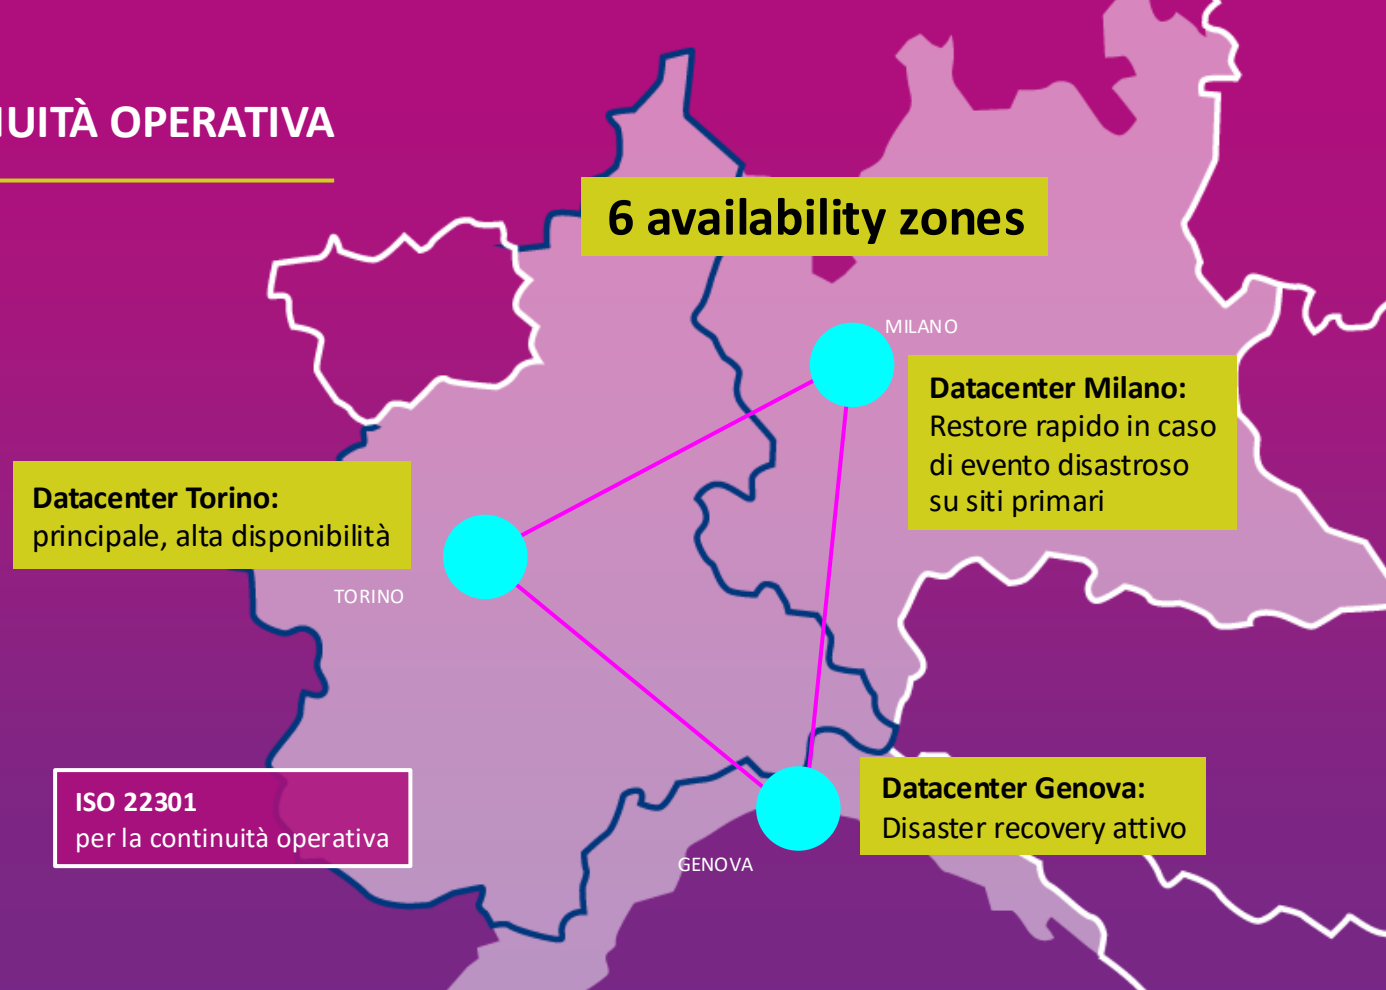 UITÀ OPERATIVA
6 availability zones
MILANO
Datacenter Milano:
Restore rapido in caso
di evento disastroso
su siti primari
Datacenter Torino:
principale, alta disponibilità
TORINO
ISO 22301
per la continuità operativa
Datacenter Genova:
Disaster recovery attivo
GENOVA